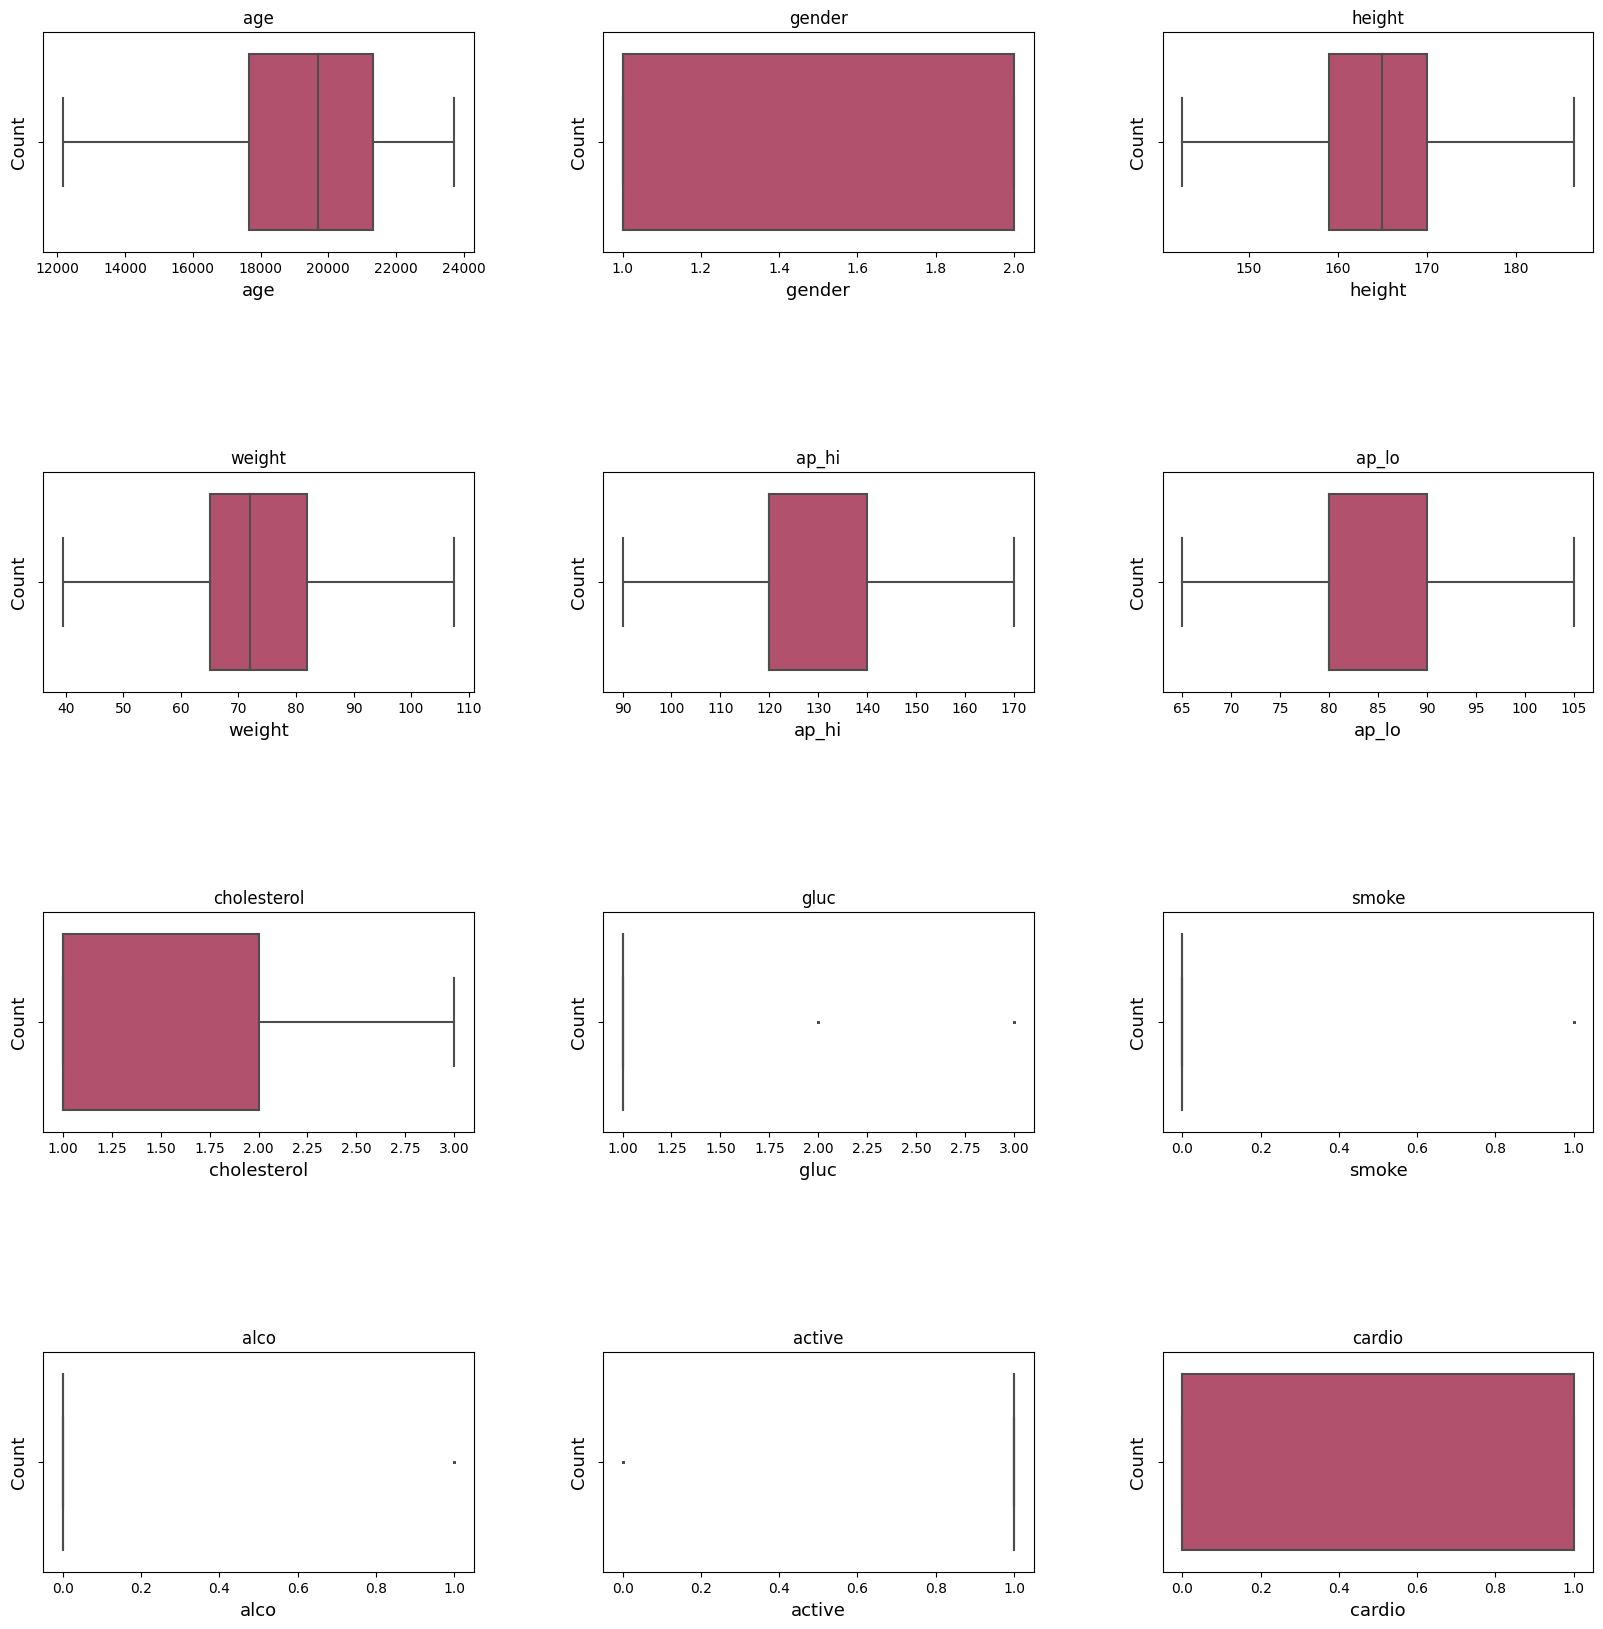 age gender height
Count Count Count
12000 14000 16000 18000 20000 22000 24000 1.0 1.2 1.4 1.6 1.8 2.0 150 160 170 180
age gender height
weight ap_hi ap_lo
Count Count Count
40 50 60 70 80 90 100 110 90 100 110 120 130 140 150 160 170 65 70 75 80 85 90 95 100 105
weight ap_hi ap_lo
cholesterol gluc smoke
Count Count Count
1.00 1.25 1.50 1.75 2.00 2.25 2.50 2.75 3.00 1.00 1.25 1.50 1.75 2.00 2.25 2.50 2.75 3.00 0.0 0.2 0.4 0.6 0.8 1.0
cholesterol gluc smoke
alco active cardio
Count Count Count
0.0 0.2 0.4 0.6 0.8 1.0 0.0 0.2 0.4 0.6 0.8 1.0 0.0 0.2 0.4 0.6 0.8 1.0
alco active cardio